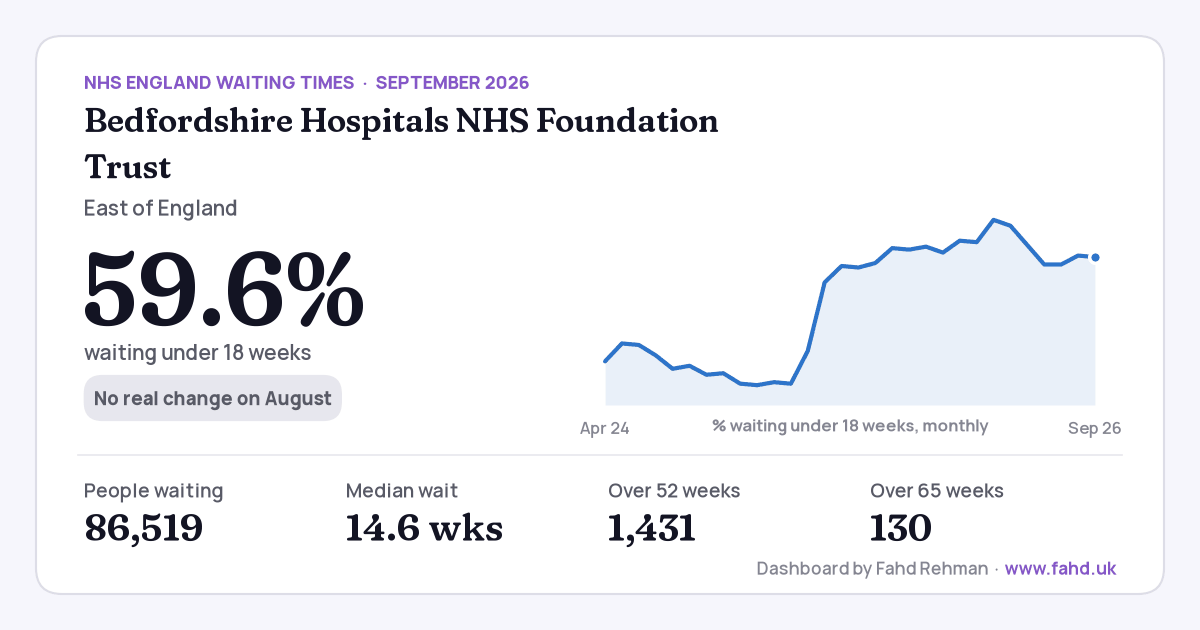 NHS ENGLAND WAITING TIMES · SEPTEMBER 2026
Bedfordshire Hospitals NHS Foundation
Trust
East of England
59.6%
waiting under 18 weeks
No real change on August
Apr 24
% waiting under 18 weeks, monthly
Sep 26
People waiting
86,519
Median wait
14.6 wks
Over 52 weeks
1,431
Over 65 weeks
130
Dashboard by Fahd Rehman · www.fahd.uk